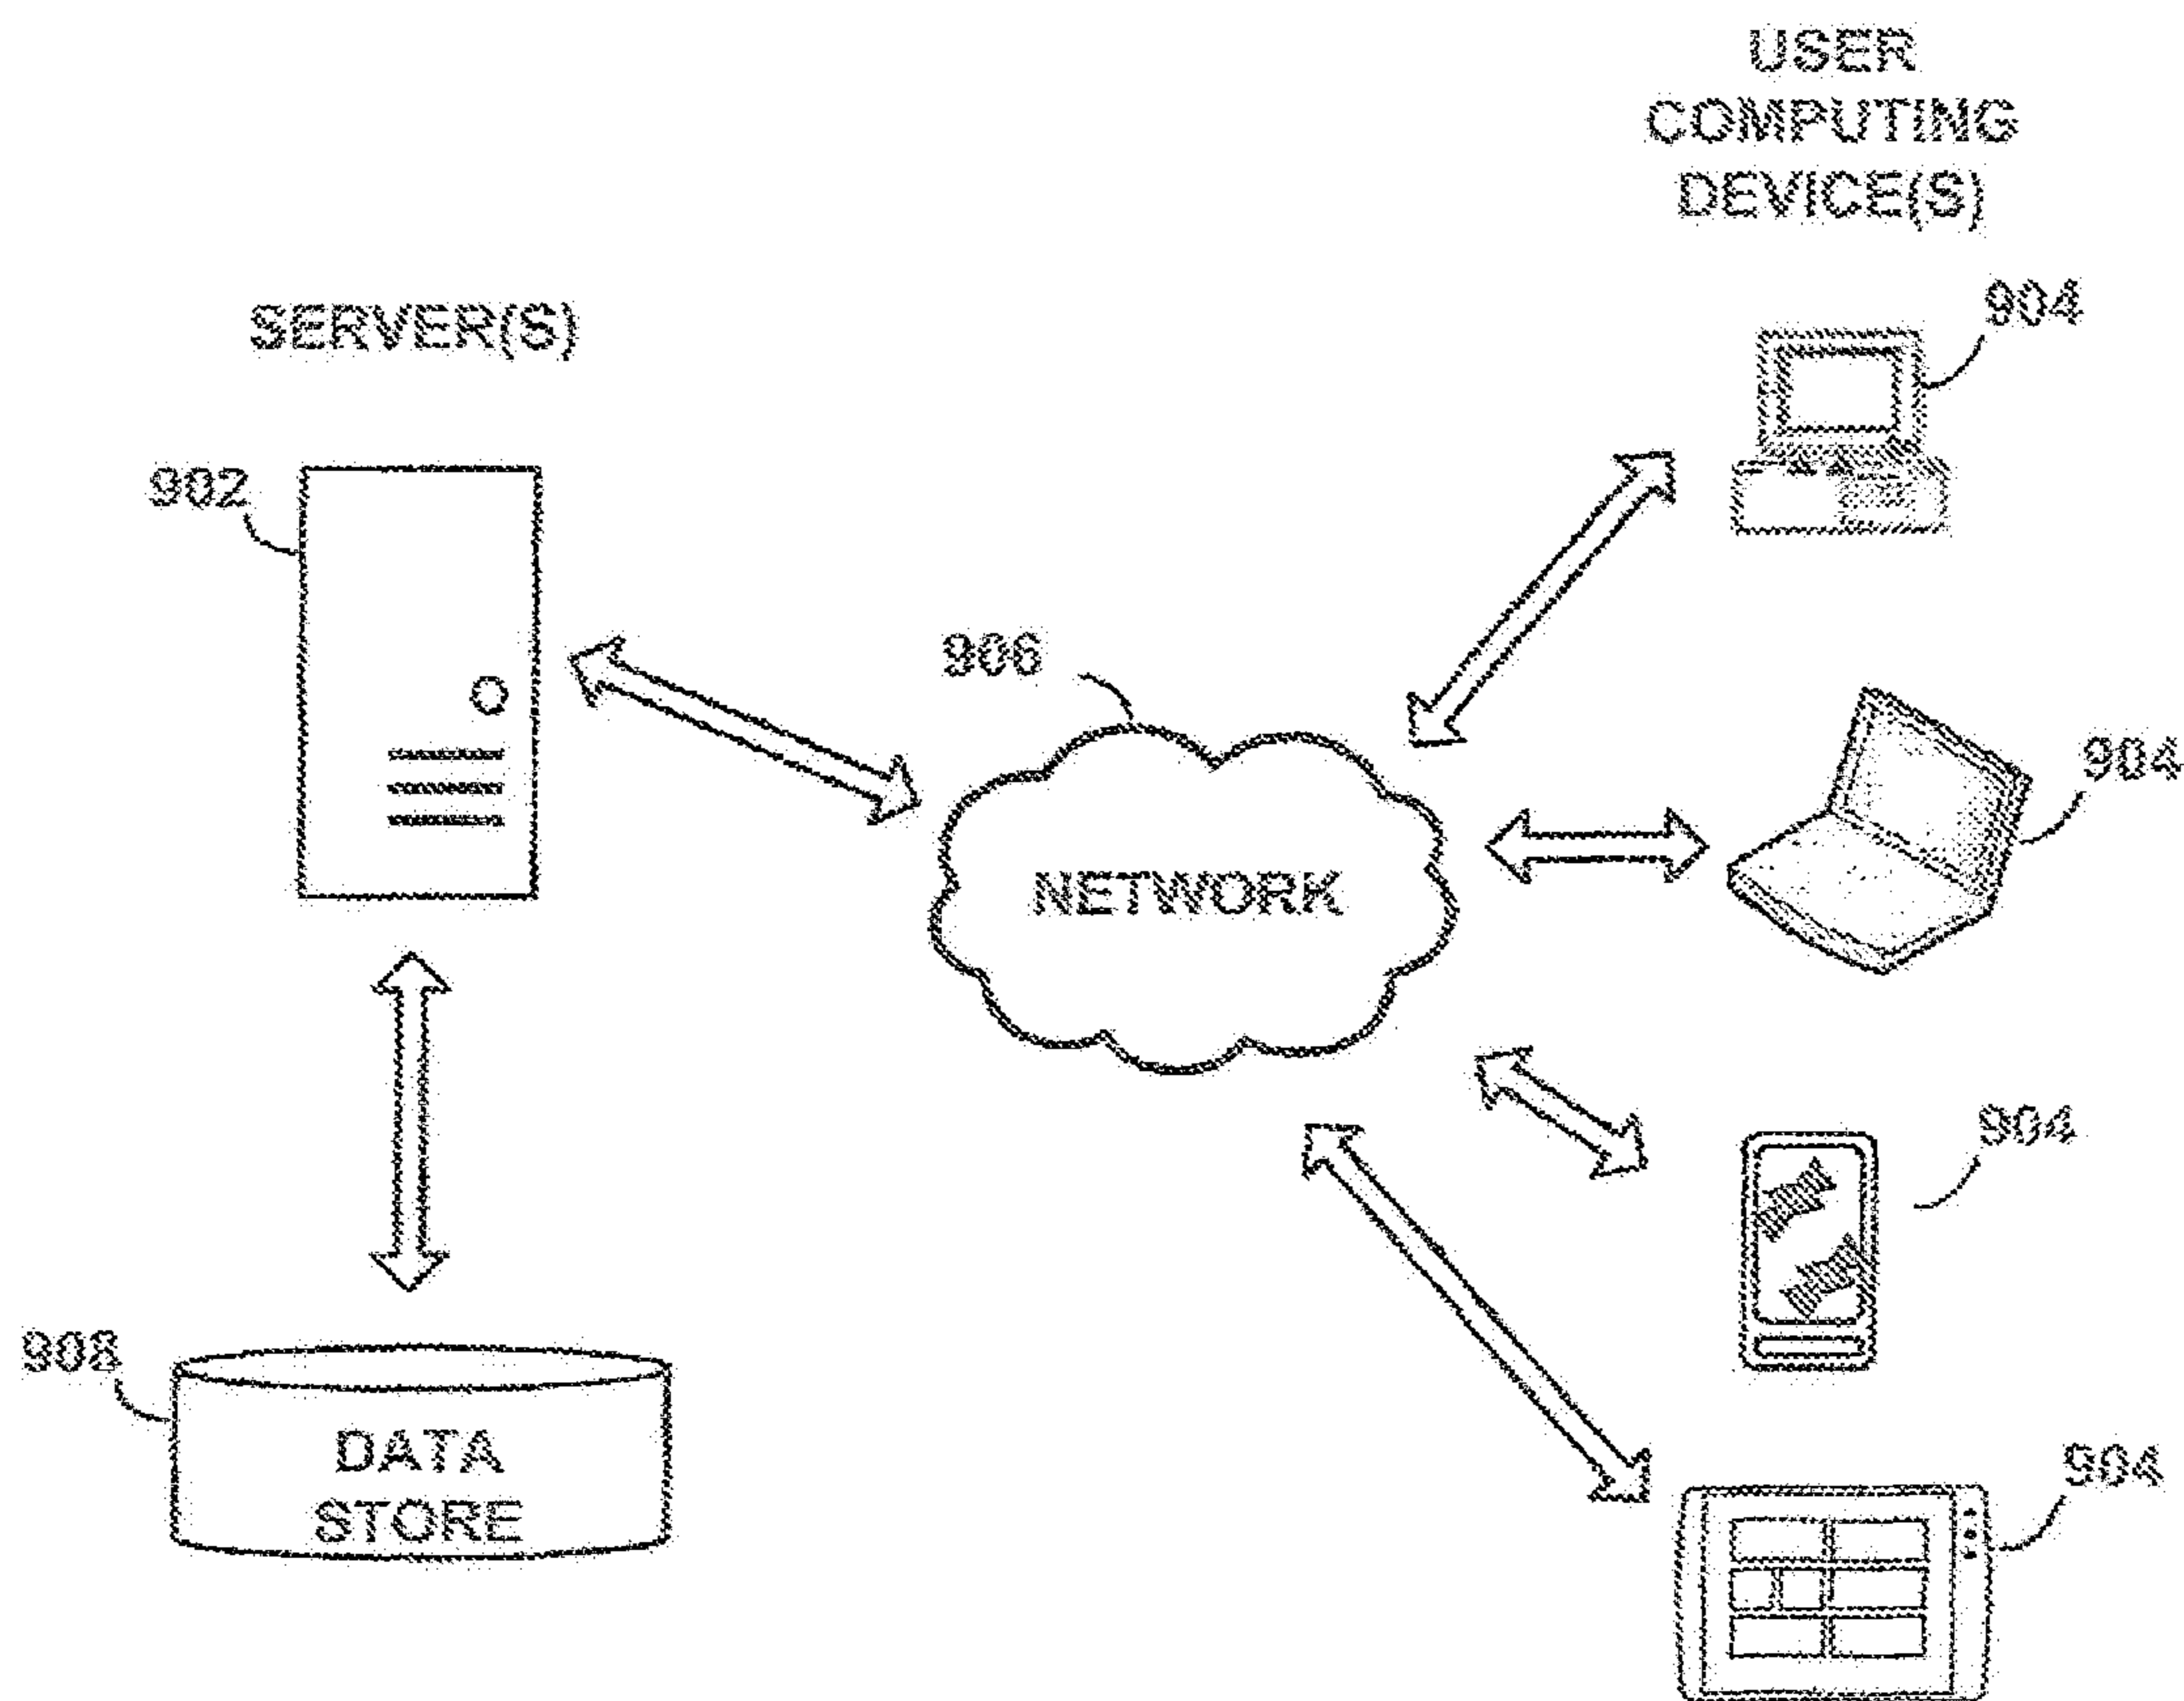 USER
COMPUTING
DEVICE(S)
SERVER(S)
904
902
906
904
NETWORK
904
908
DATA
STORE
904